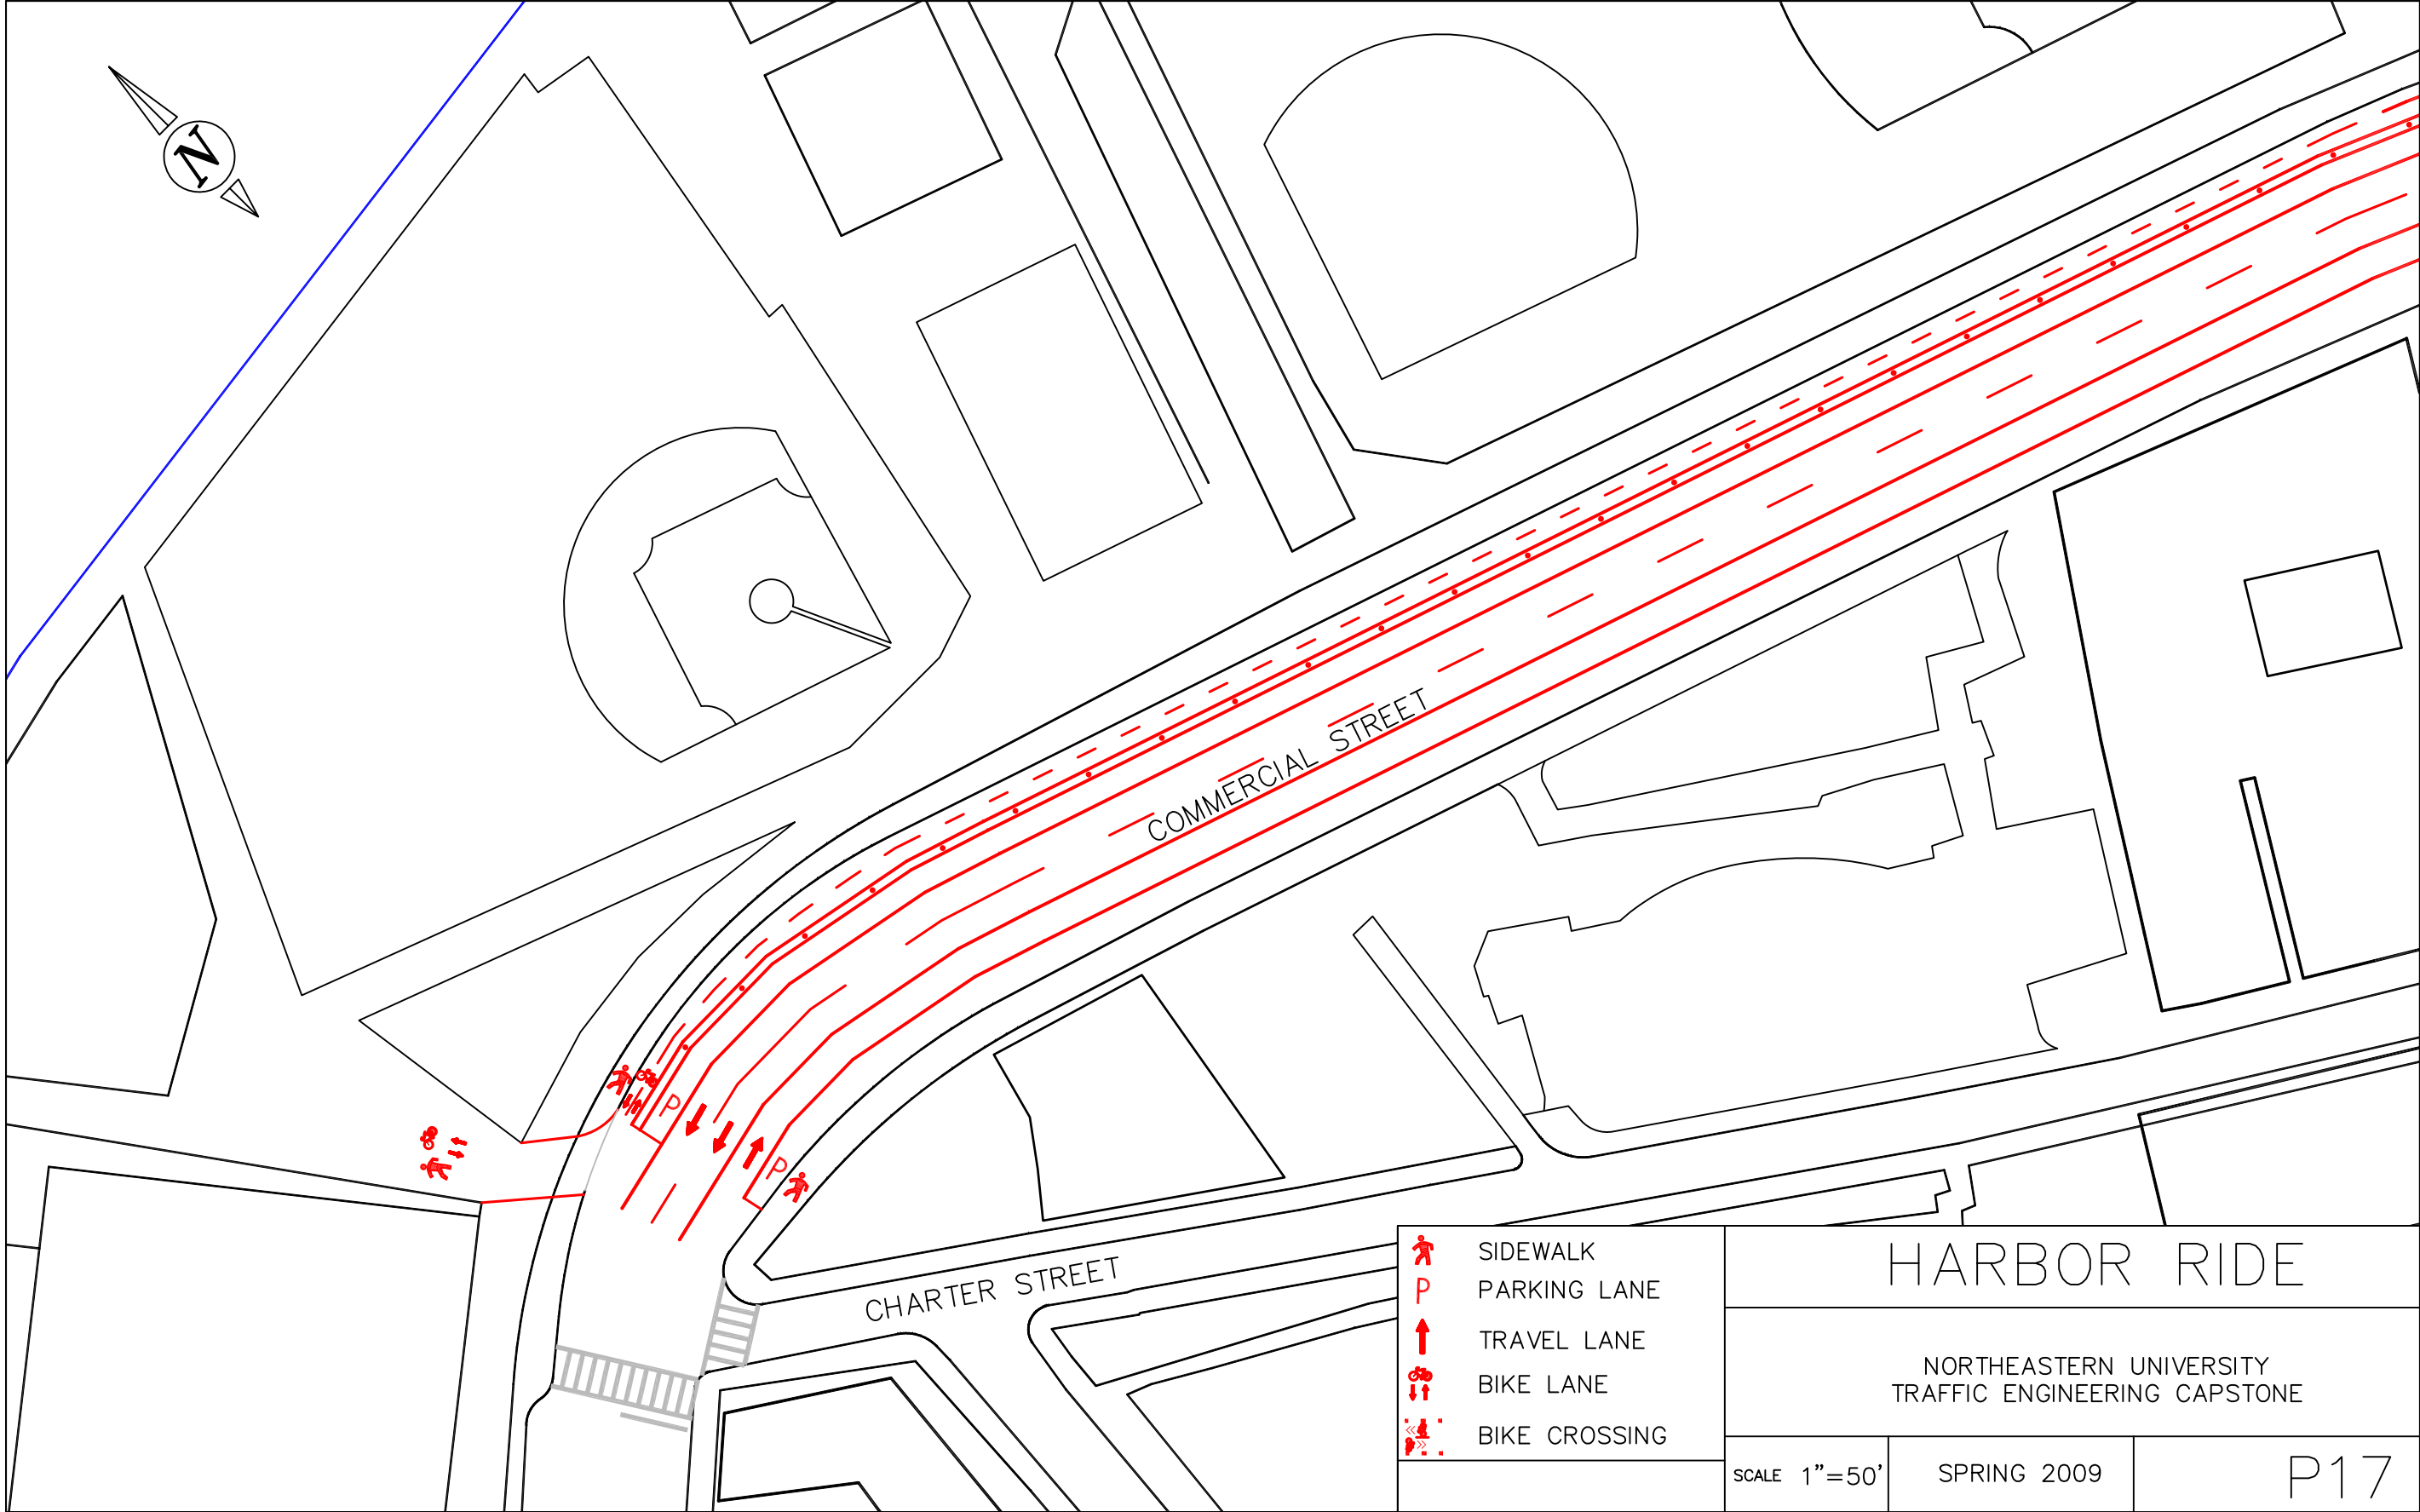 N
COMMERCIAL STREET
P
P
CHARTER STREET
SIDEWALK
P PARKING LANE
TRAVEL LANE
BIKE LANE
BIKE CROSSING
HARBOR RIDE
NORTHEASTERN UNIVERSITY
TRAFFIC ENGINEERING CAPSTONE
SCALE 1"=50'
SPRING 2009
P17